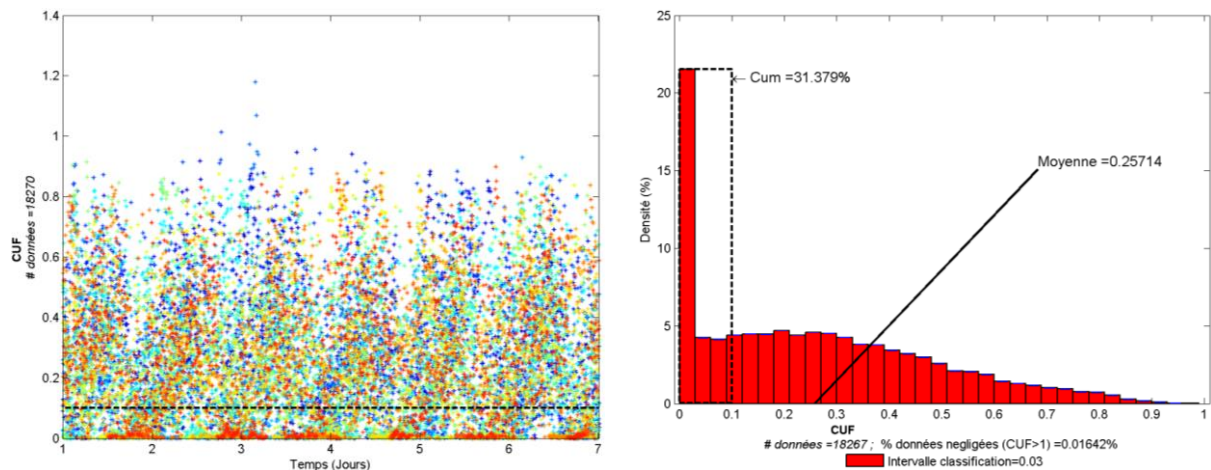 1.4
1.2
1
0.8
0.6
0.4
0.2
0
CUF
# données =18270
1 2 3 4 5 6 7
Temps (Jours)
25
20
15
10
5
0
Densité (%)
← Cum =31.379%
Moyenne =0.25714
0 0.1 0.2 0.3 0.4 0.5 0.6 0.7 0.8 0.9 1
CUF
# données =18267 ; % données negligées (CUF>1) =0.01642%
Intervalle classification=0.03